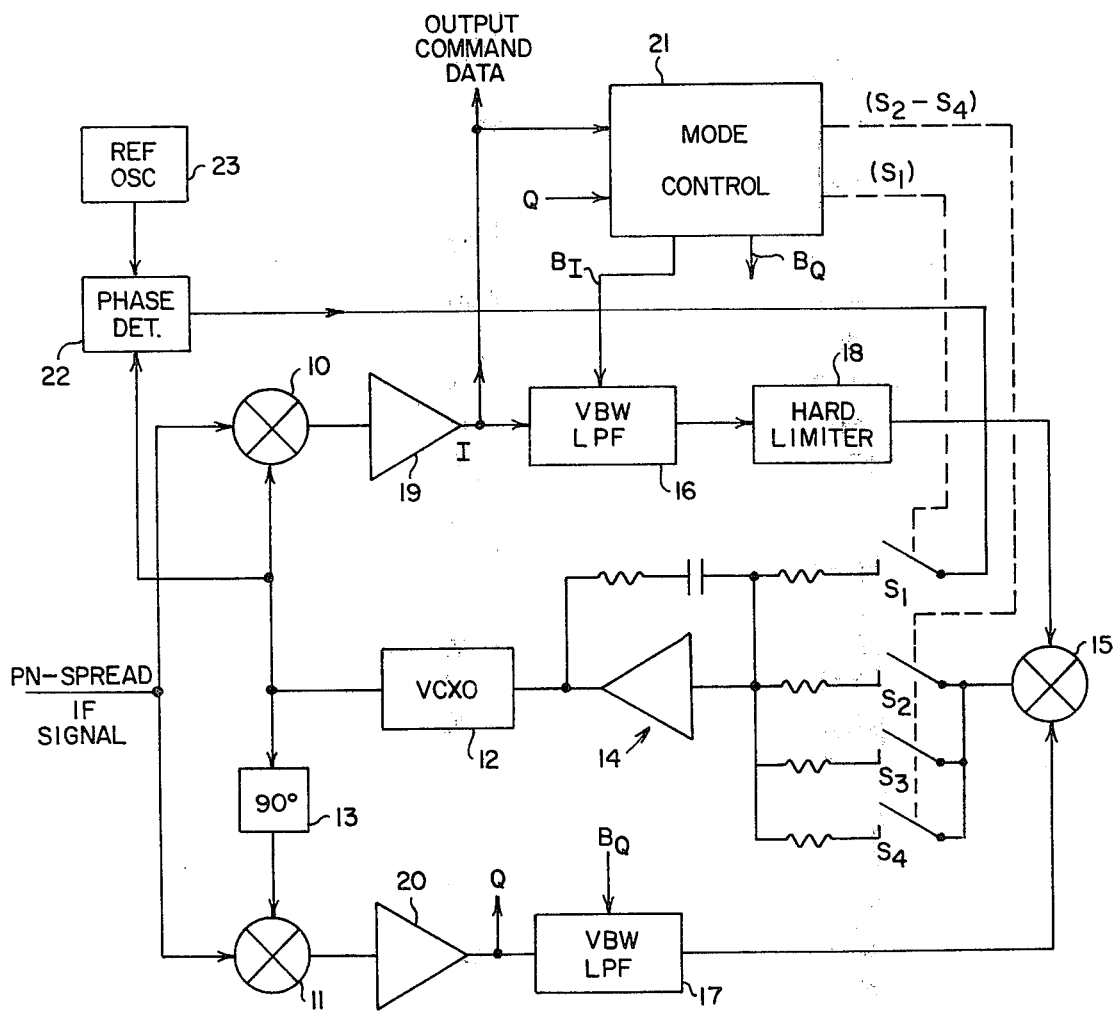 OUTPUT
COMMAND
DATA
21
(S2 – S4)
MODE
CONTROL
(S1)
REF
OSC
23
Q
BI
BQ
PHASE
DET.
22
10
18
VBW
LPF
HARD
LIMITER
I
19
16
S1
15
PN–SPREAD
IF
SIGNAL
VCXO
12
14
S2
S3
S4
90°
13
BQ
20
Q
VBW
LPF
11
17